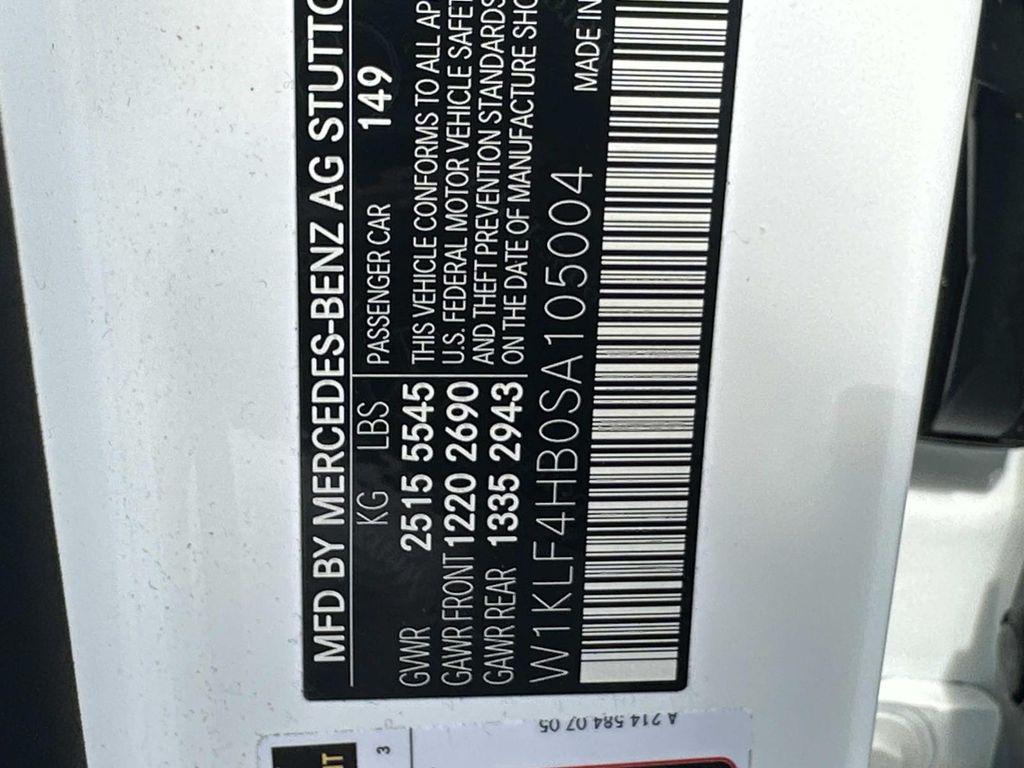 MFD BY MERCEDES-BENZ AG STUTTG
KG LBS PASSENGER CAR 149
GVWR 2515 5545 THIS VEHICLE CONFORMS TO ALL AP
GAWR FRONT 1220 2690 U.S. FEDERAL MOTOR VEHICLE SAFET
GAWR REAR 1335 2943 AND THEFT PREVENTION STANDARDS
ON THE DATE OF MANUFACTURE SHO
W1KLF4HB0SA105004 MADE IN
A 214 584 07 05
3